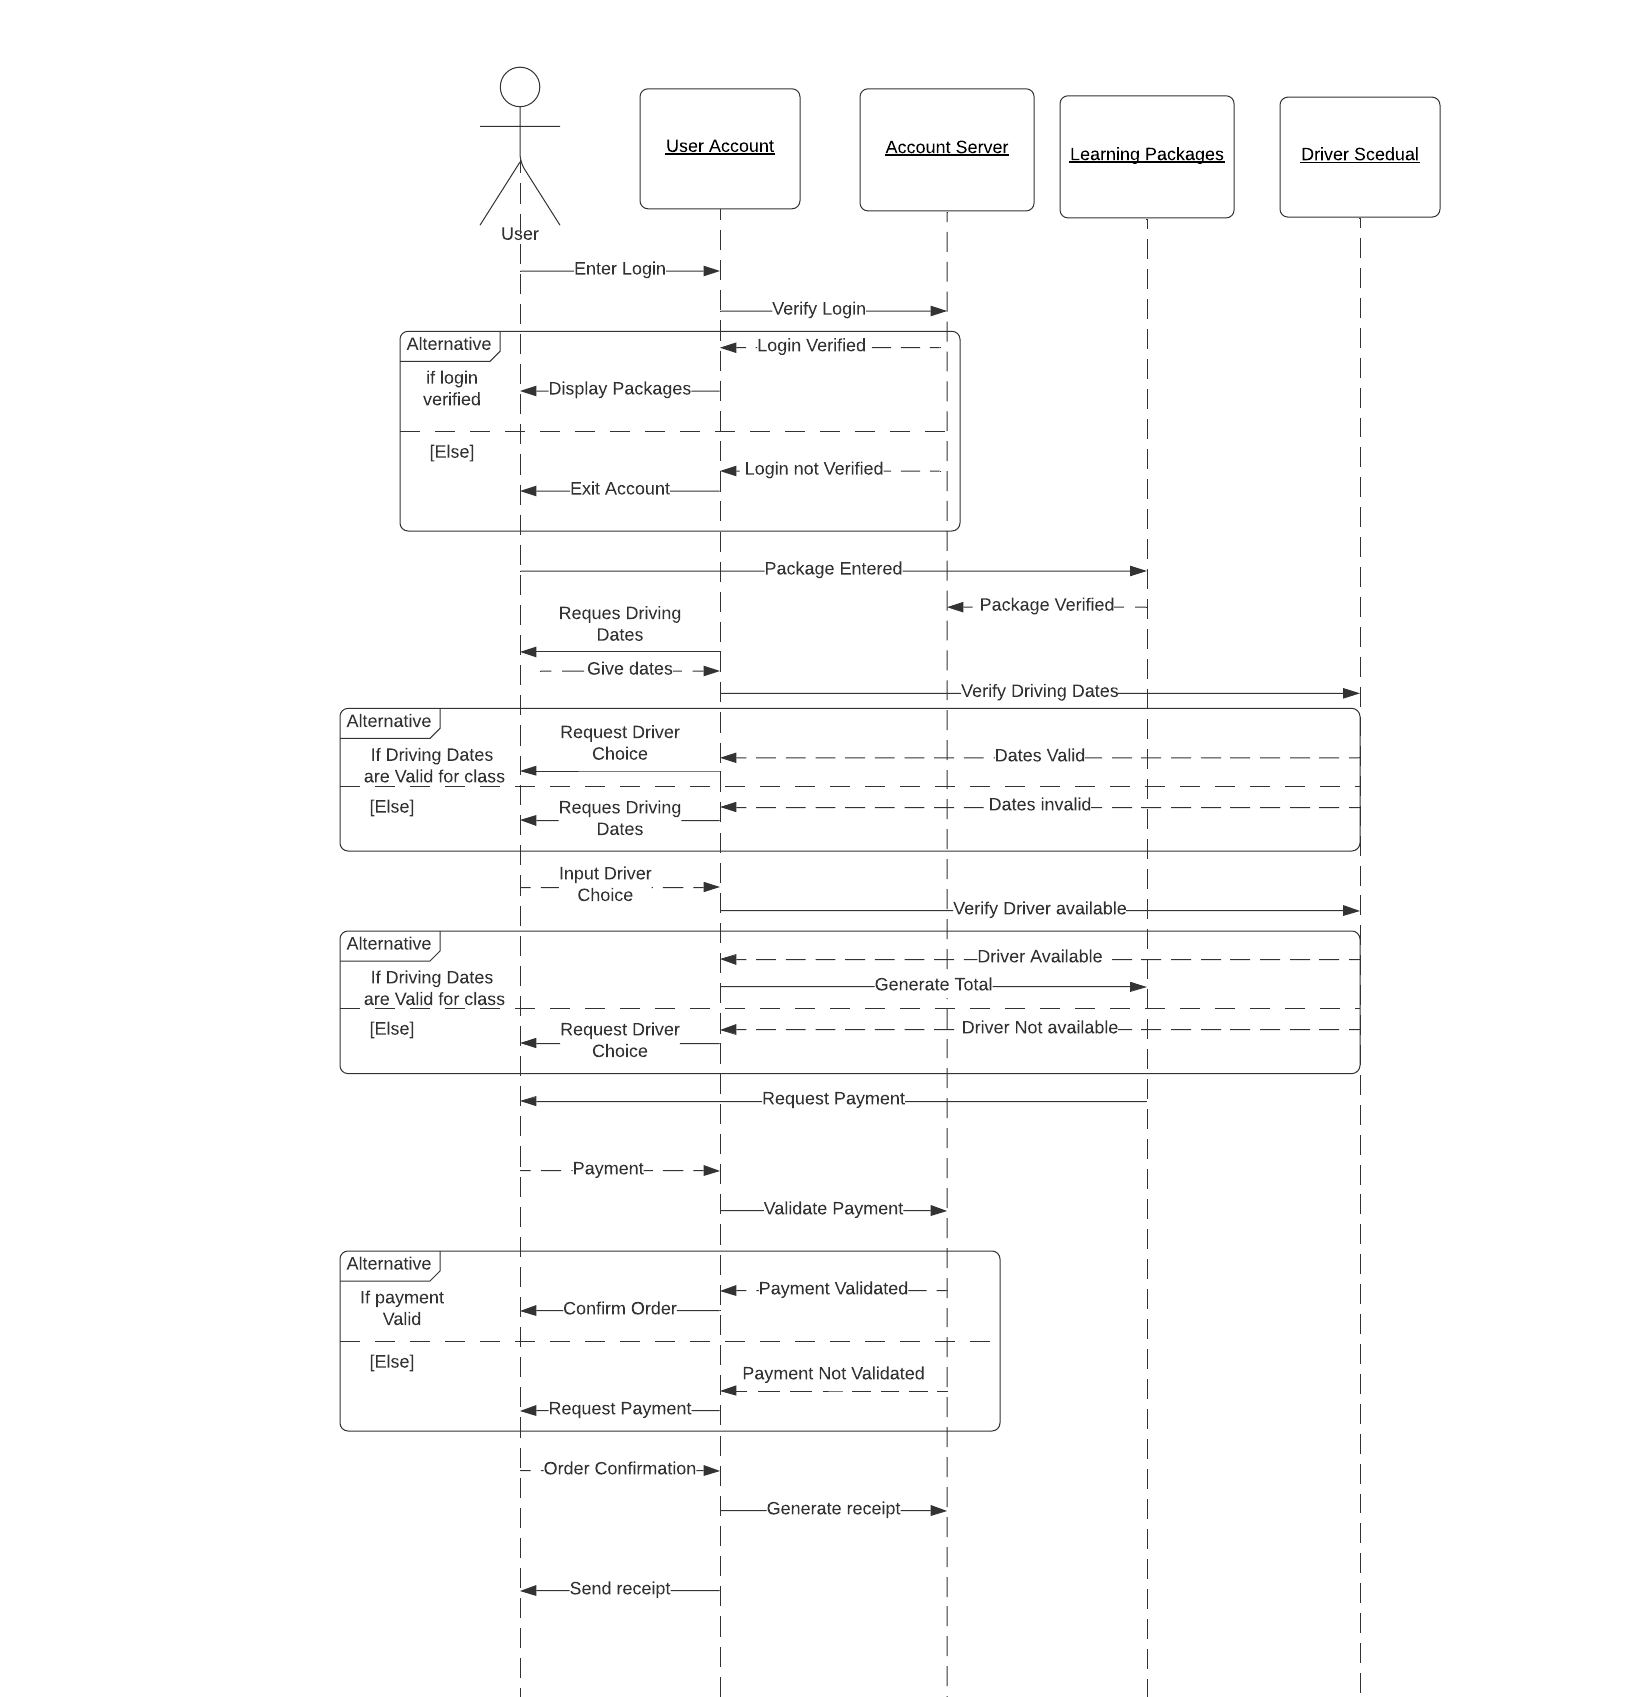 User Account
Account Server
Learning Packages
Driver Scedual
User
Enter Login
Verify Login
Alternative
Login Verified
if login
verified
Display Packages
[Else]
Login not Verified
Exit Account
Package Entered
Package Verified
Reques Driving
Dates
Give dates
Verify Driving Dates
Alternative
Request Driver
Choice
If Driving Dates
are Valid for class
Dates Valid
[Else]
Reques Driving
Dates
Dates invalid
Input Driver
Choice
Verify Driver available
Alternative
Driver Available
If Driving Dates
are Valid for class
Generate Total
[Else]
Request Driver
Choice
Driver Not available
Request Payment
Payment
Validate Payment
Alternative
Payment Validated
If payment
Valid
Confirm Order
[Else]
Payment Not Validated
Request Payment
Order Confirmation
Generate receipt
Send receipt